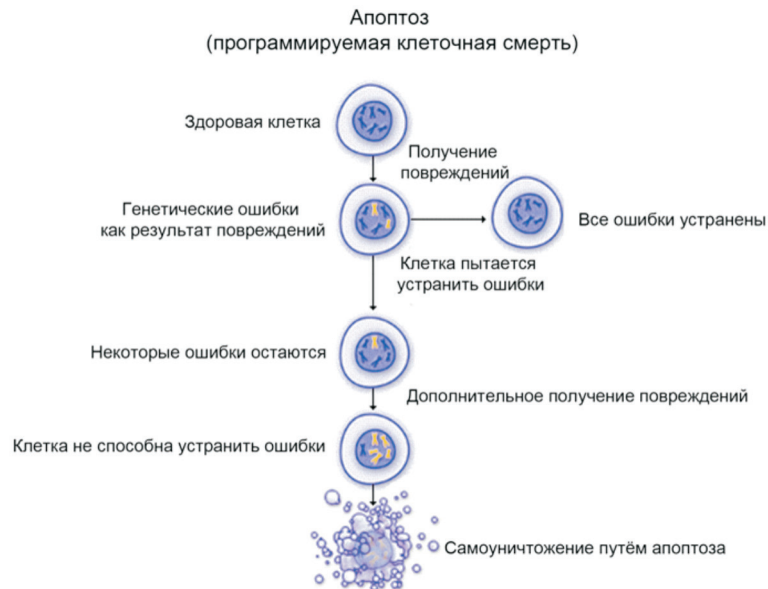 Апоптоз
(программируемая клеточная смерть)
Здоровая клетка
Получение
повреждений
Генетические ошибки
как результат повреждений
Все ошибки устранены
Клетка пытается
устранить ошибки
Некоторые ошибки остаются
Дополнительное получение повреждений
Клетка не способна устранить ошибки
Самоуничтожение путём апоптоза